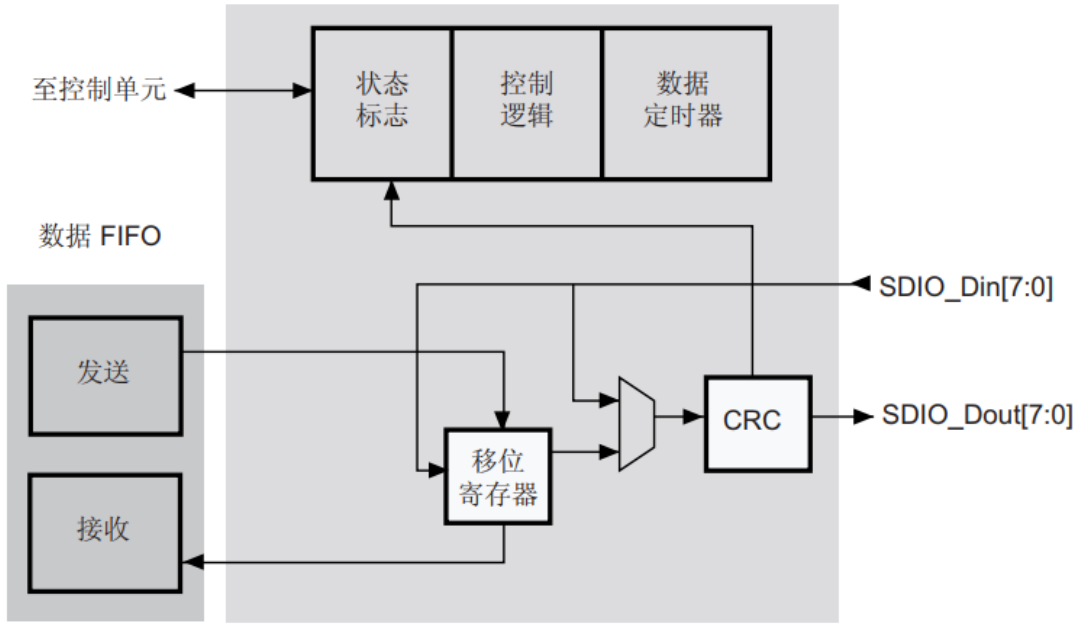 至控制单元
状态
标志
控制
逻辑
数据
定时器
数据 FIFO
SDIO_Din[7:0]
发送
CRC
SDIO_Dout[7:0]
移位
寄存器
接收